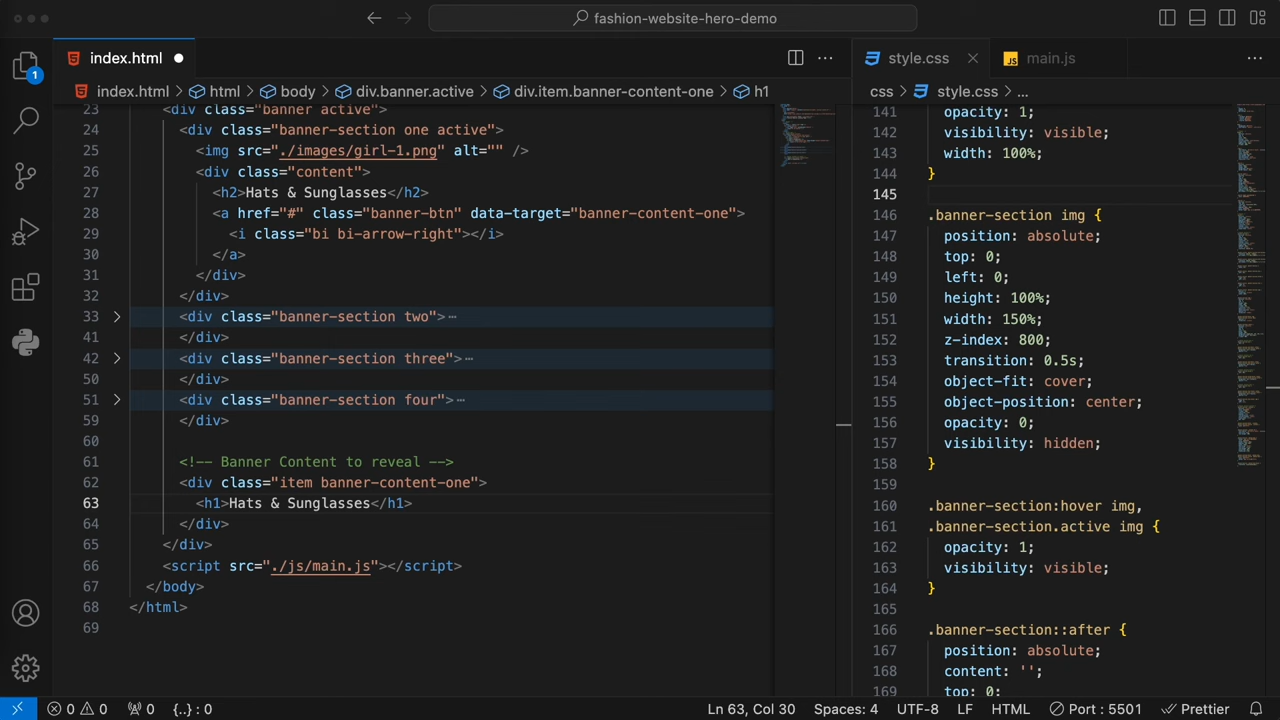 fashion-website-hero-demo
1
index.html
index.html > html > body > div.banner.active > div.item.banner-content-one > h1
23 <div class="banner active">
24 <div class="banner-section one active">
25 <img src="./images/girl-1.png" alt="" />
26 <div class="content">
27 <h2>Hats & Sunglasses</h2>
28 <a href="#" class="banner-btn" data-target="banner-content-one">
29 <i class="bi bi-arrow-right"></i>
30 </a>
31 </div>
32 </div>
33 <div class="banner-section two">⋯
41 </div>
42 <div class="banner-section three">⋯
50 </div>
51 <div class="banner-section four">⋯
59 </div>
60
61 <!-- Banner Content to reveal -->
62 <div class="item banner-content-one">
63 <h1>Hats & Sunglasses</h1>
64 </div>
65 </div>
66 <script src="./js/main.js"></script>
67 </body>
68 </html>
69
style.css
JS main.js
css > style.css > ...
141 opacity: 1;
142 visibility: visible;
143 width: 100%;
144 }
145
146 .banner-section img {
147 position: absolute;
148 top: 0;
149 left: 0;
150 height: 100%;
151 width: 150%;
152 z-index: 800;
153 transition: 0.5s;
154 object-fit: cover;
155 object-position: center;
156 opacity: 0;
157 visibility: hidden;
158 }
159
160 .banner-section:hover img,
161 .banner-section.active img {
162 opacity: 1;
163 visibility: visible;
164 }
165
166 .banner-section::after {
167 position: absolute;
168 content: '';
169 top: 0;
0 0 0 {..} : 0 Ln 63, Col 30 Spaces: 4 UTF-8 LF HTML Port : 5501 Prettier